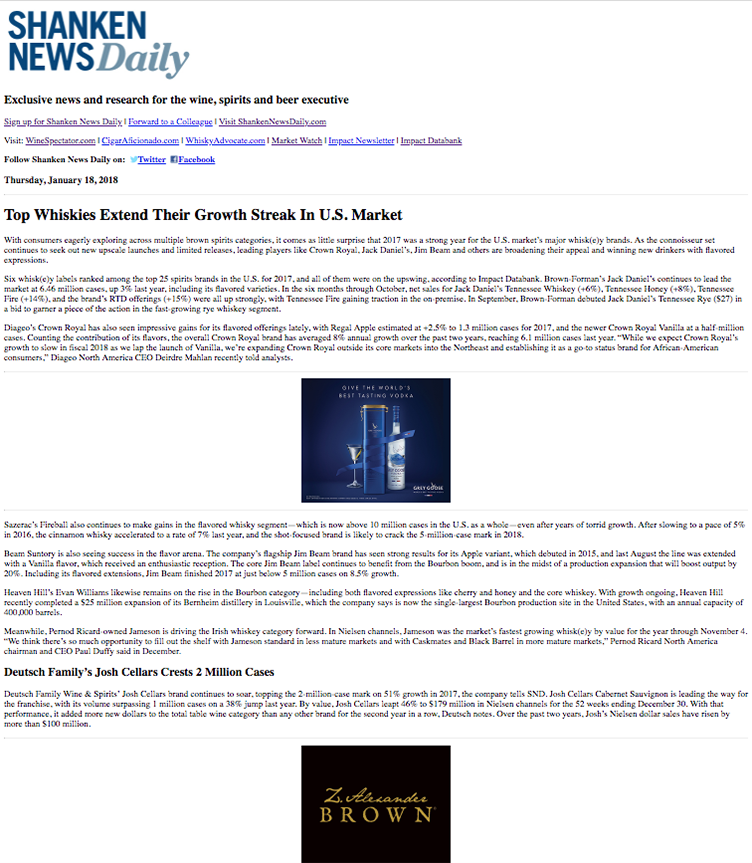 SHANKEN
NEWS Daily
Exclusive news and research for the wine, spirits and beer executive
Sign up for Shanken News Daily | Forward to a Colleague | Visit ShankenNewsDaily.com
Visit: WineSpectator.com | CigarAficionado.com | WhiskyAdvocate.com | Market Watch | Impact Newsletter | Impact Databank
Follow Shanken News Daily on: Twitter Facebook
Thursday, January 18, 2018
Top Whiskies Extend Their Growth Streak In U.S. Market
With consumers eagerly exploring across multiple brown spirits categories, it comes as little surprise that 2017 was a strong year for the U.S. market's major whisk(e)y brands. As the connoisseur set
continues to seek out new upscale launches and limited releases, leading players like Crown Royal, Jack Daniel's, Jim Beam and others are broadening their appeal and winning new drinkers with flavored
expressions.
Six whisk(e)y labels ranked among the top 25 spirits brands in the U.S. for 2017, and all of them were on the upswing, according to Impact Databank. Brown-Forman's Jack Daniel's continues to lead the
market at 6.46 million cases, up 3% last year, including its flavored varieties. In the six months through October, net sales for Jack Daniel's Tennessee Whiskey (+6%), Tennessee Honey (+8%), Tennessee
Fire (+14%), and the brand's RTD offerings (+15%) were all up strongly, with Tennessee Fire gaining traction in the on-premise. In September, Brown-Forman debuted Jack Daniel's Tennessee Rye ($27) in
a bid to garner a piece of the action in the fast-growing rye whiskey segment.
Diageo's Crown Royal has also seen impressive gains for its flavored offerings lately, with Regal Apple estimated at +2.5% to 1.3 million cases for 2017, and the newer Crown Royal Vanilla at a half-million
cases. Counting the contribution of its flavors, the overall Crown Royal brand has averaged 8% annual growth over the past two years, reaching 6.1 million cases last year. "While we expect Crown Royal's
growth to slow in fiscal 2018 as we lap the launch of Vanilla, we're expanding Crown Royal outside its core markets into the Northeast and establishing it as a go-to status brand for African-American
consumers," Diageo North America CEO Deirdre Mahlan recently told analysts.
GIVE THE WORLD'S
BEST TASTING VODKA
GREY GOOSE
Sazerac's Fireball also continues to make gains in the flavored whisky segment—which is now above 10 million cases in the U.S. as a whole—even after years of torrid growth. After slowing to a pace of 5%
in 2016, the cinnamon whisky accelerated to a rate of 7% last year, and the shot-focused brand is likely to crack the 5-million-case mark in 2018.
Beam Suntory is also seeing success in the flavor arena. The company's flagship Jim Beam brand has seen strong results for its Apple variant, which debuted in 2015, and last August the line was extended
with a Vanilla flavor, which received an enthusiastic reception. The core Jim Beam label continues to benefit from the Bourbon boom, and is in the midst of a production expansion that will boost output by
20%. Including its flavored extensions, Jim Beam finished 2017 at just below 5 million cases on 8.5% growth.
Heaven Hill's Evan Williams likewise remains on the rise in the Bourbon category—including both flavored expressions like cherry and honey and the core whiskey. With growth ongoing, Heaven Hill
recently completed a $25 million expansion of its Bernheim distillery in Louisville, which the company says is now the single-largest Bourbon production site in the United States, with an annual capacity of
400,000 barrels.
Meanwhile, Pernod Ricard-owned Jameson is driving the Irish whiskey category forward. In Nielsen channels, Jameson was the market's fastest growing whisk(e)y by value for the year through November 4.
"We think there's so much opportunity to fill out the shelf with Jameson standard in less mature markets and with Caskmates and Black Barrel in more mature markets," Pernod Ricard North America
chairman and CEO Paul Duffy said in December.
Deutsch Family's Josh Cellars Crests 2 Million Cases
Deutsch Family Wine & Spirits' Josh Cellars brand continues to soar, topping the 2-million-case mark on 51% growth in 2017, the company tells SND. Josh Cellars Cabernet Sauvignon is leading the way for
the franchise, with its volume surpassing 1 million cases on a 38% jump last year. By value, Josh Cellars leapt 46% to $179 million in Nielsen channels for the 52 weeks ending December 30. With that
performance, it added more new dollars to the total table wine category than any other brand for the second year in a row, Deutsch notes. Over the past two years, Josh's Nielsen dollar sales have risen by
more than $100 million.
Z. Alexander
BROWN